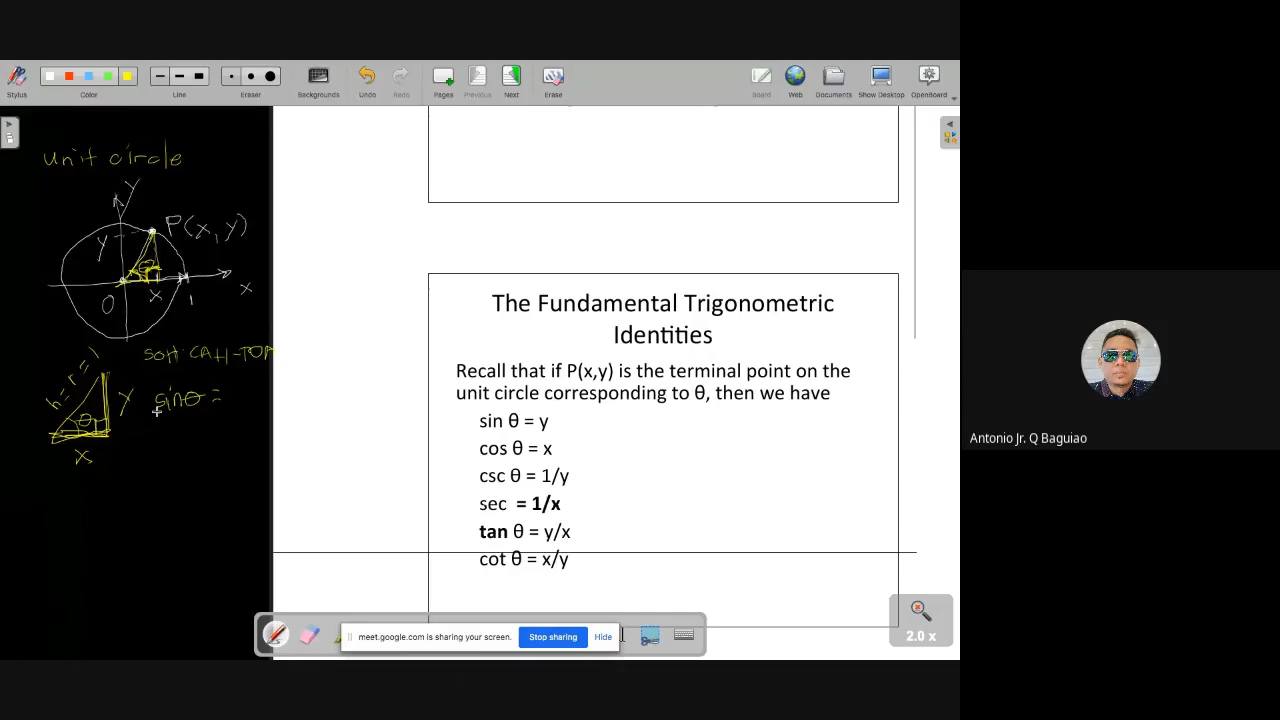 Stylus
Color
Line
Eraser
Backgrounds
Undo
Redo
Pages
Previous
Next
Erase
Board
Web
Documents
Show Desktop
OpenBoard
unit circle
y
P(x, y)
y
θ
O
x
1
x
SOH-CAH-TOA
h=r=1
θ
y
sinθ =
x
The Fundamental Trigonometric
Identities
Recall that if P(x,y) is the terminal point on the
unit circle corresponding to θ, then we have
sin θ = y
cos θ = x
csc θ = 1/y
sec = 1/x
tan θ = y/x
cot θ = x/y
meet.google.com is sharing your screen.
Stop sharing
Hide
2.0 x
Antonio Jr. Q Baguiao